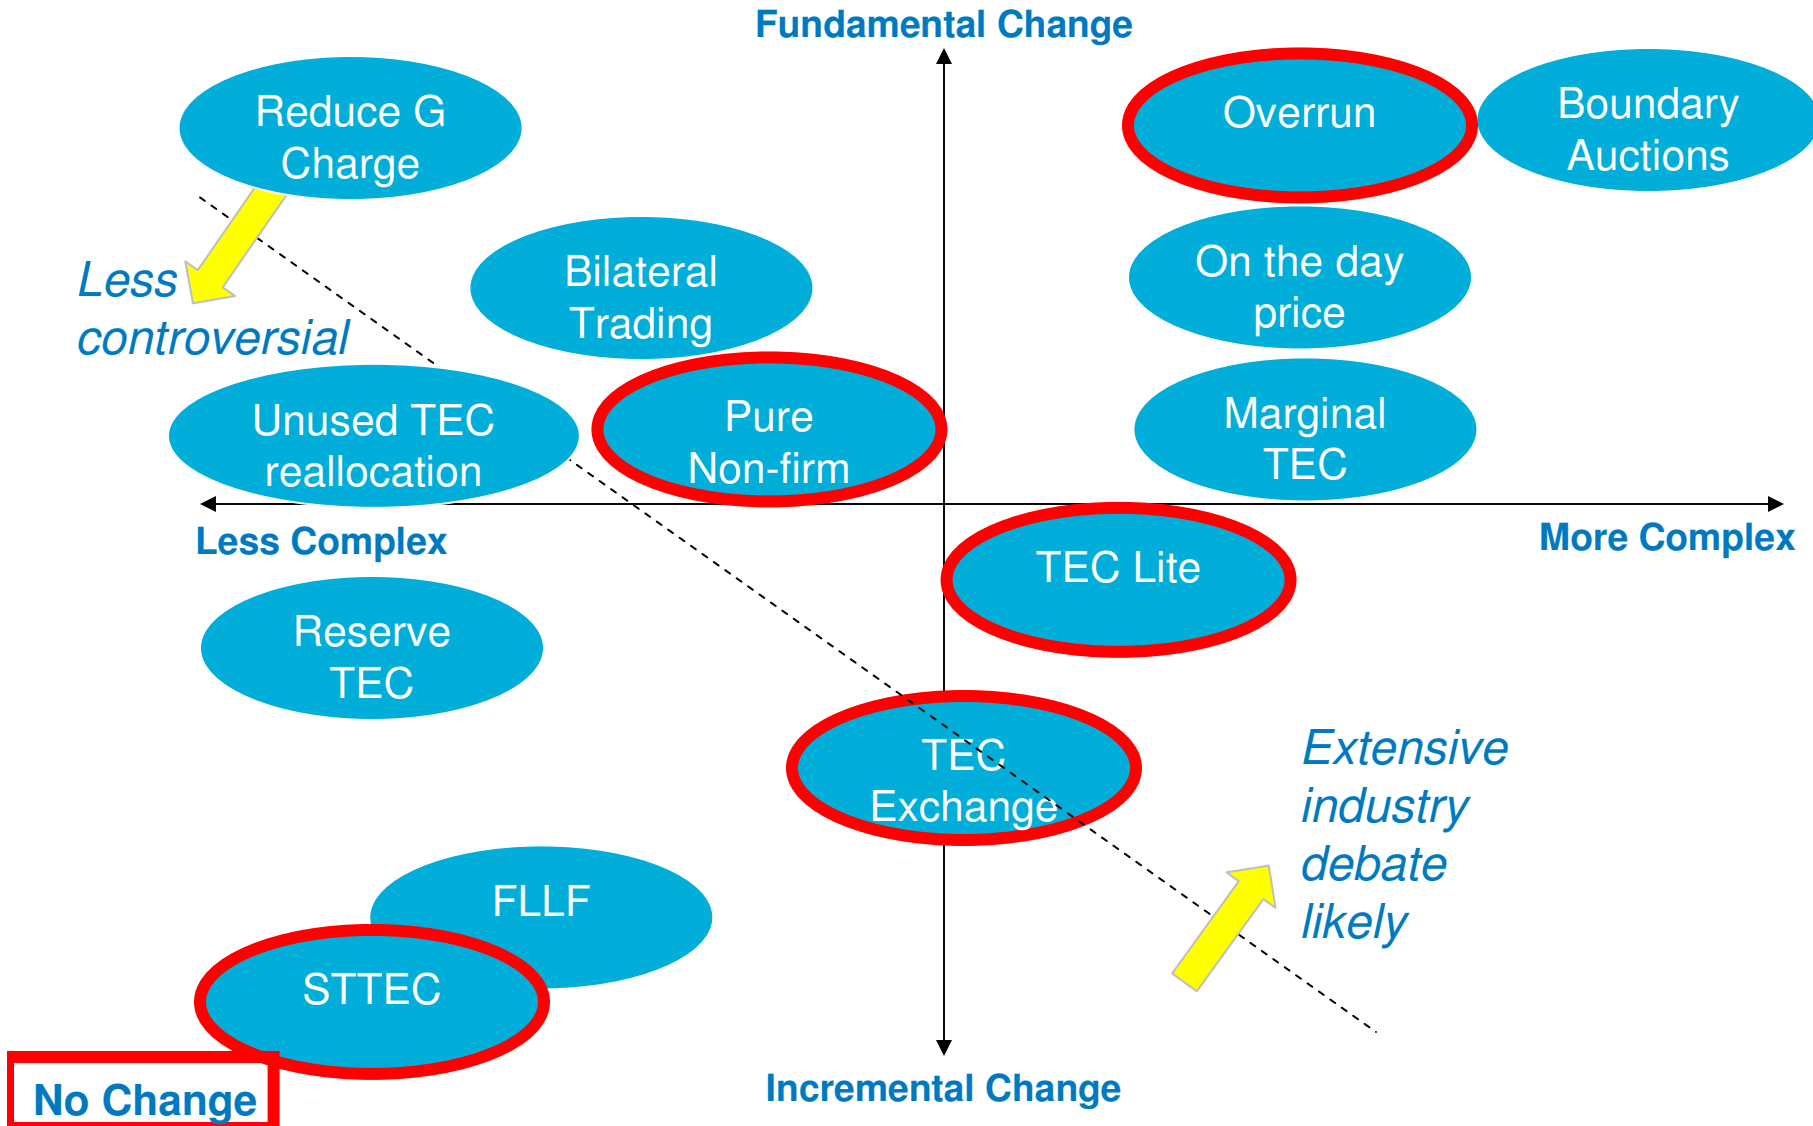 Fundamental Change
Reduce G
Charge
Overrun
Boundary
Auctions
Less
controversial
Bilateral
Trading
On the day
price
Unused TEC
reallocation
Pure
Non-firm
Marginal
TEC
Less Complex
More Complex
TEC Lite
Reserve
TEC
TEC
Exchange
Extensive
industry
debate
likely
FLLF
STTEC
No Change
Incremental Change